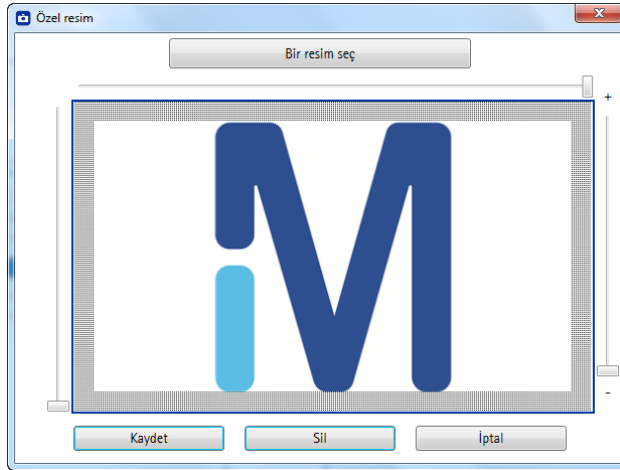 Özel resim
Bir resim seç
+
-
Kaydet
Sil
İptal